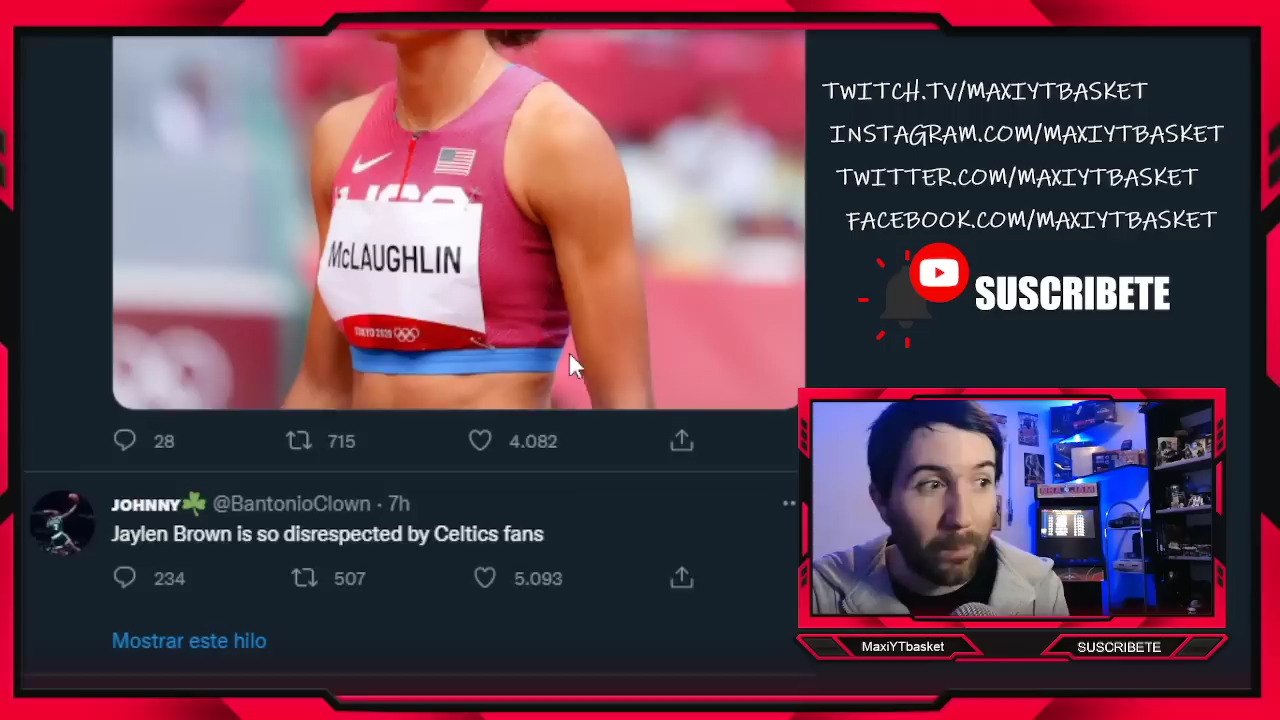 TWITCH.TV/MAXIYTBASKET
INSTAGRAM.COM/MAXIYTBASKET
TWITTER.COM/MAXIYTBASKET
FACEBOOK.COM/MAXIYTBASKET
SUSCRIBETE
McLAUGHLIN
TOKYO 2020
28 715 4.082
JOHNNY☘️ @BantonioClown · 7h
Jaylen Brown is so disrespected by Celtics fans
234 507 5.093
Mostrar este hilo
NBA JAM
MaxiYTbasket
SUSCRIBETE